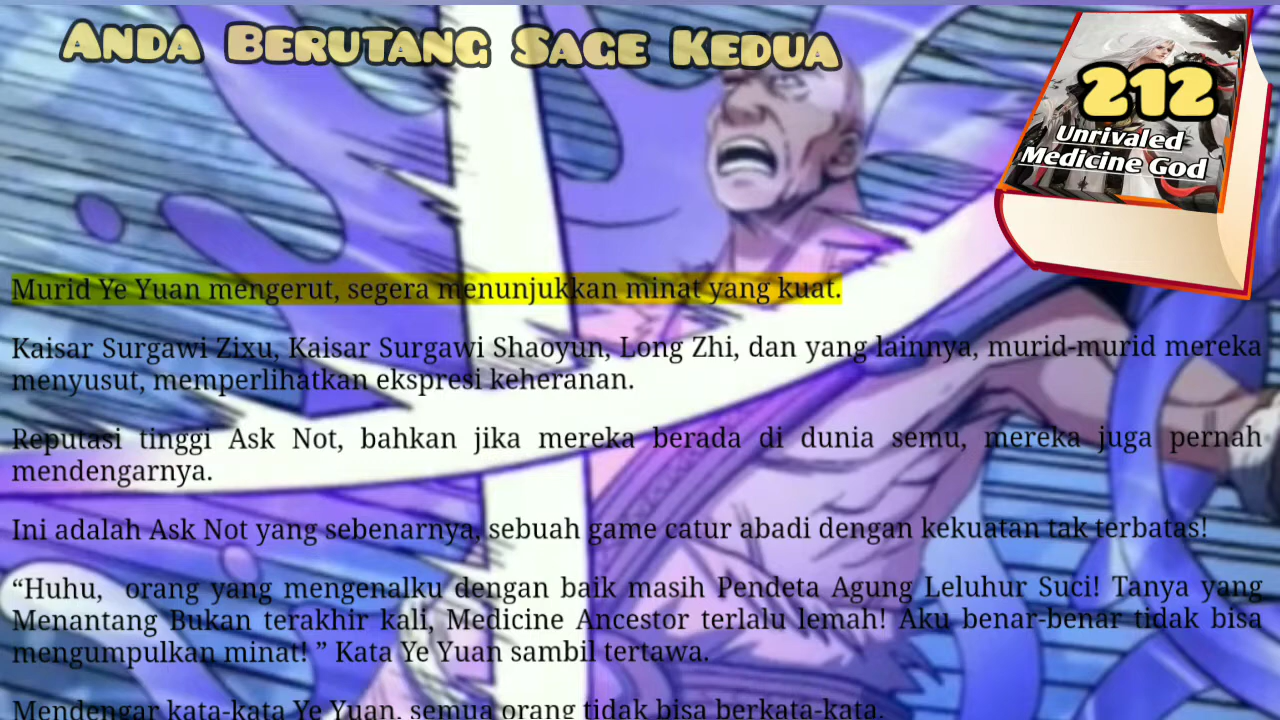 Anda Berutang Sage Kedua
212
Unrivaled
Medicine God
Murid Ye Yuan mengerut, segera menunjukkan minat yang kuat.
Kaisar Surgawi Zixu, Kaisar Surgawi Shaoyun, Long Zhi, dan yang lainnya, murid-murid mereka
menyusut, memperlihatkan ekspresi keheranan.
Reputasi tinggi Ask Not, bahkan jika mereka berada di dunia semu, mereka juga pernah
mendengarnya.
Ini adalah Ask Not yang sebenarnya, sebuah game catur abadi dengan kekuatan tak terbatas!
“Huhu, orang yang mengenalku dengan baik masih Pendeta Agung Leluhur Suci! Tanya yang
Menantang Bukan terakhir kali, Medicine Ancestor terlalu lemah! Aku benar-benar tidak bisa
mengumpulkan minat! ” Kata Ye Yuan sambil tertawa.
Mendengar kata-kata Ye Yuan, semua orang tidak bisa berkata-kata.